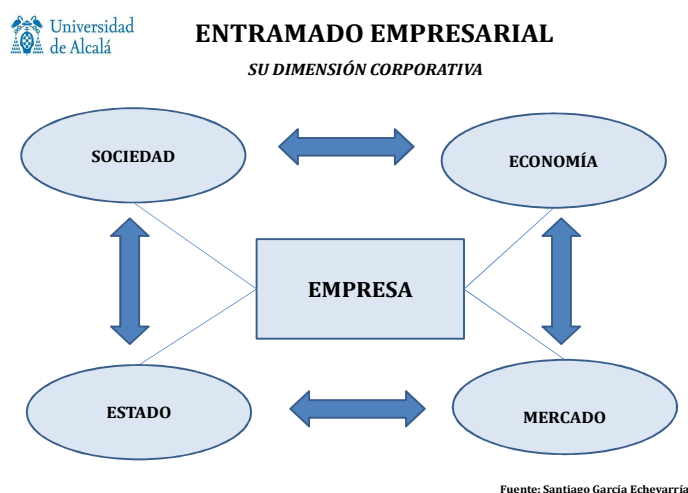 Universidad
de Alcalá
ENTRAMADO EMPRESARIAL
SU DIMENSIÓN CORPORATIVA
SOCIEDAD
ECONOMÍA
EMPRESA
ESTADO
MERCADO
Fuente: Santiago García Echevarría